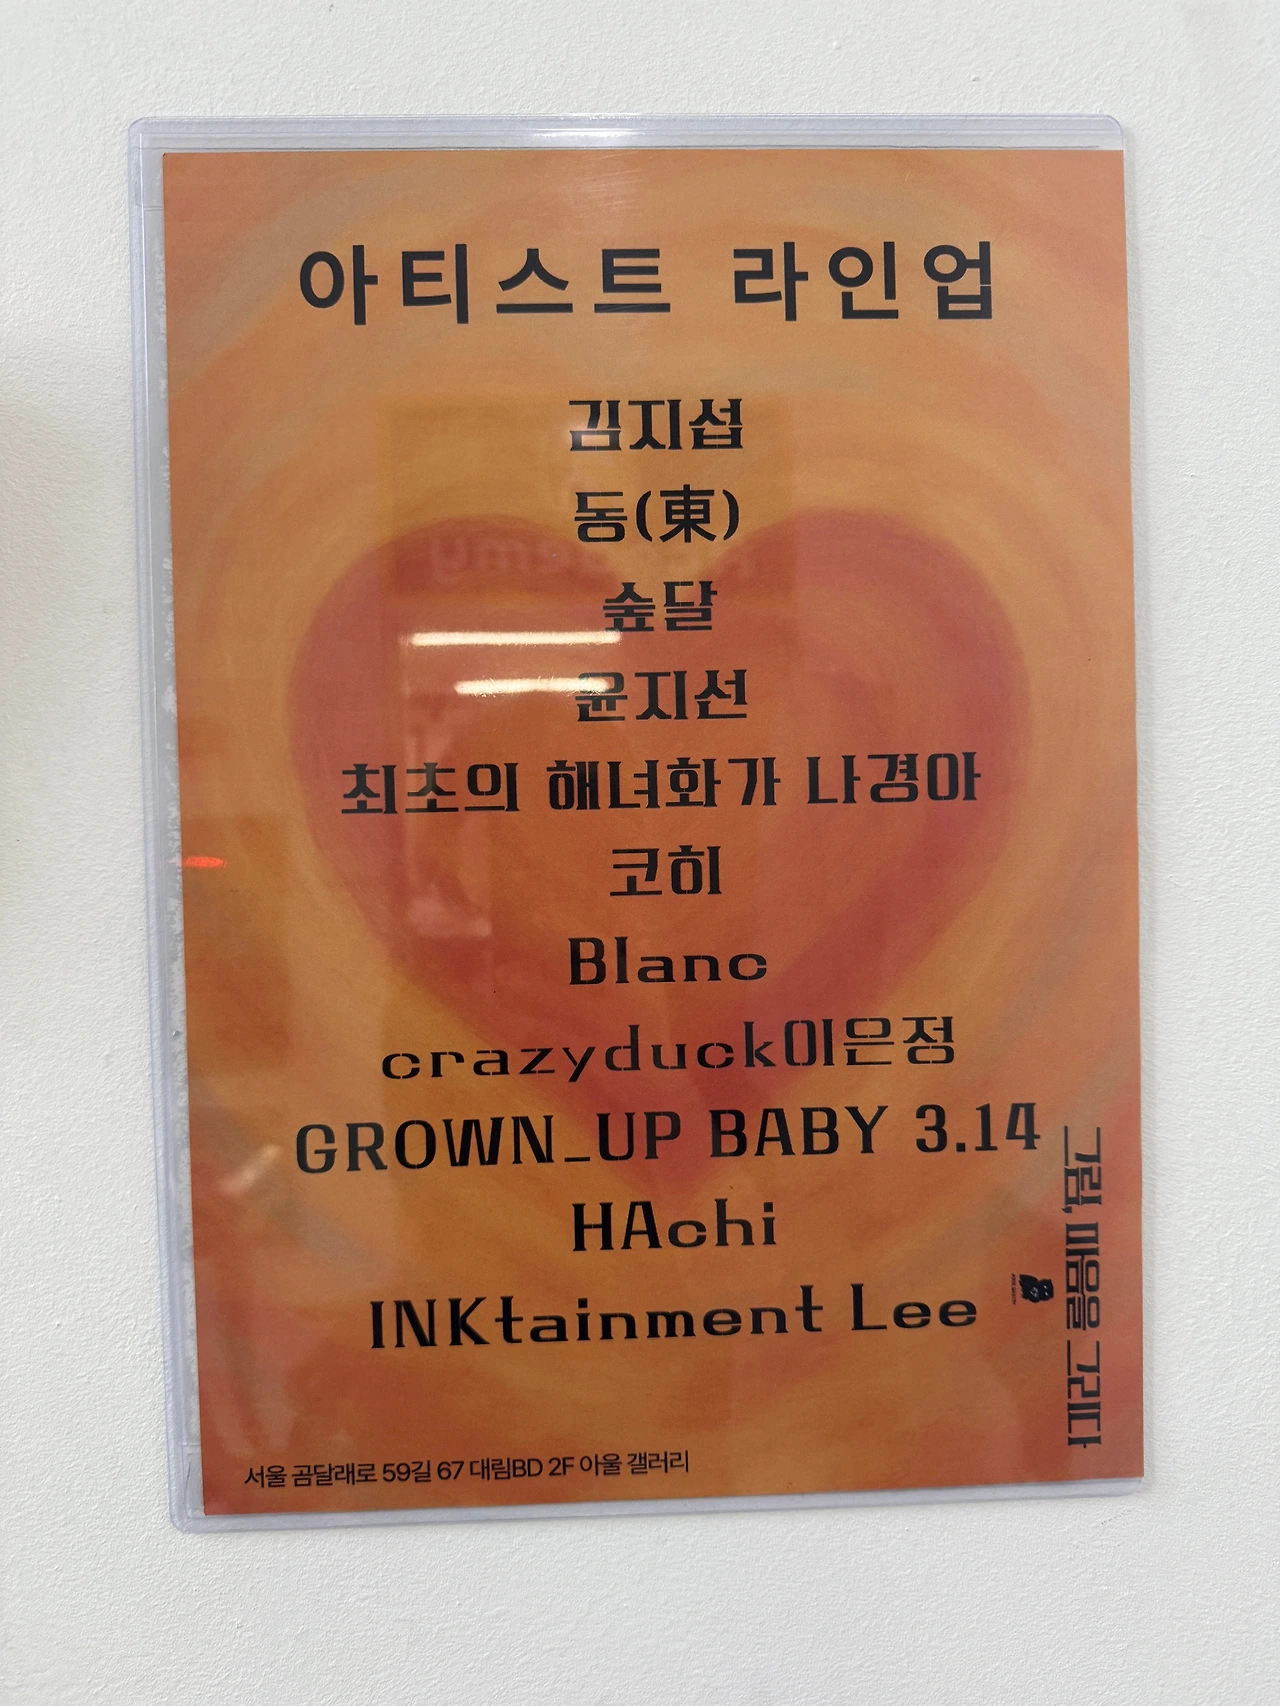 아티스트 라인업
김지섭
동(東)
숲달
윤지선
최초의 해녀화가 나경아
코히
Blanc
crazyduck이은정
GROWN_UP BABY 3.14
HAchi
INKtainment Lee
그림, 마음을 그리다
서울 곰달래로 59길 67 대림BD 2F 아울 갤러리